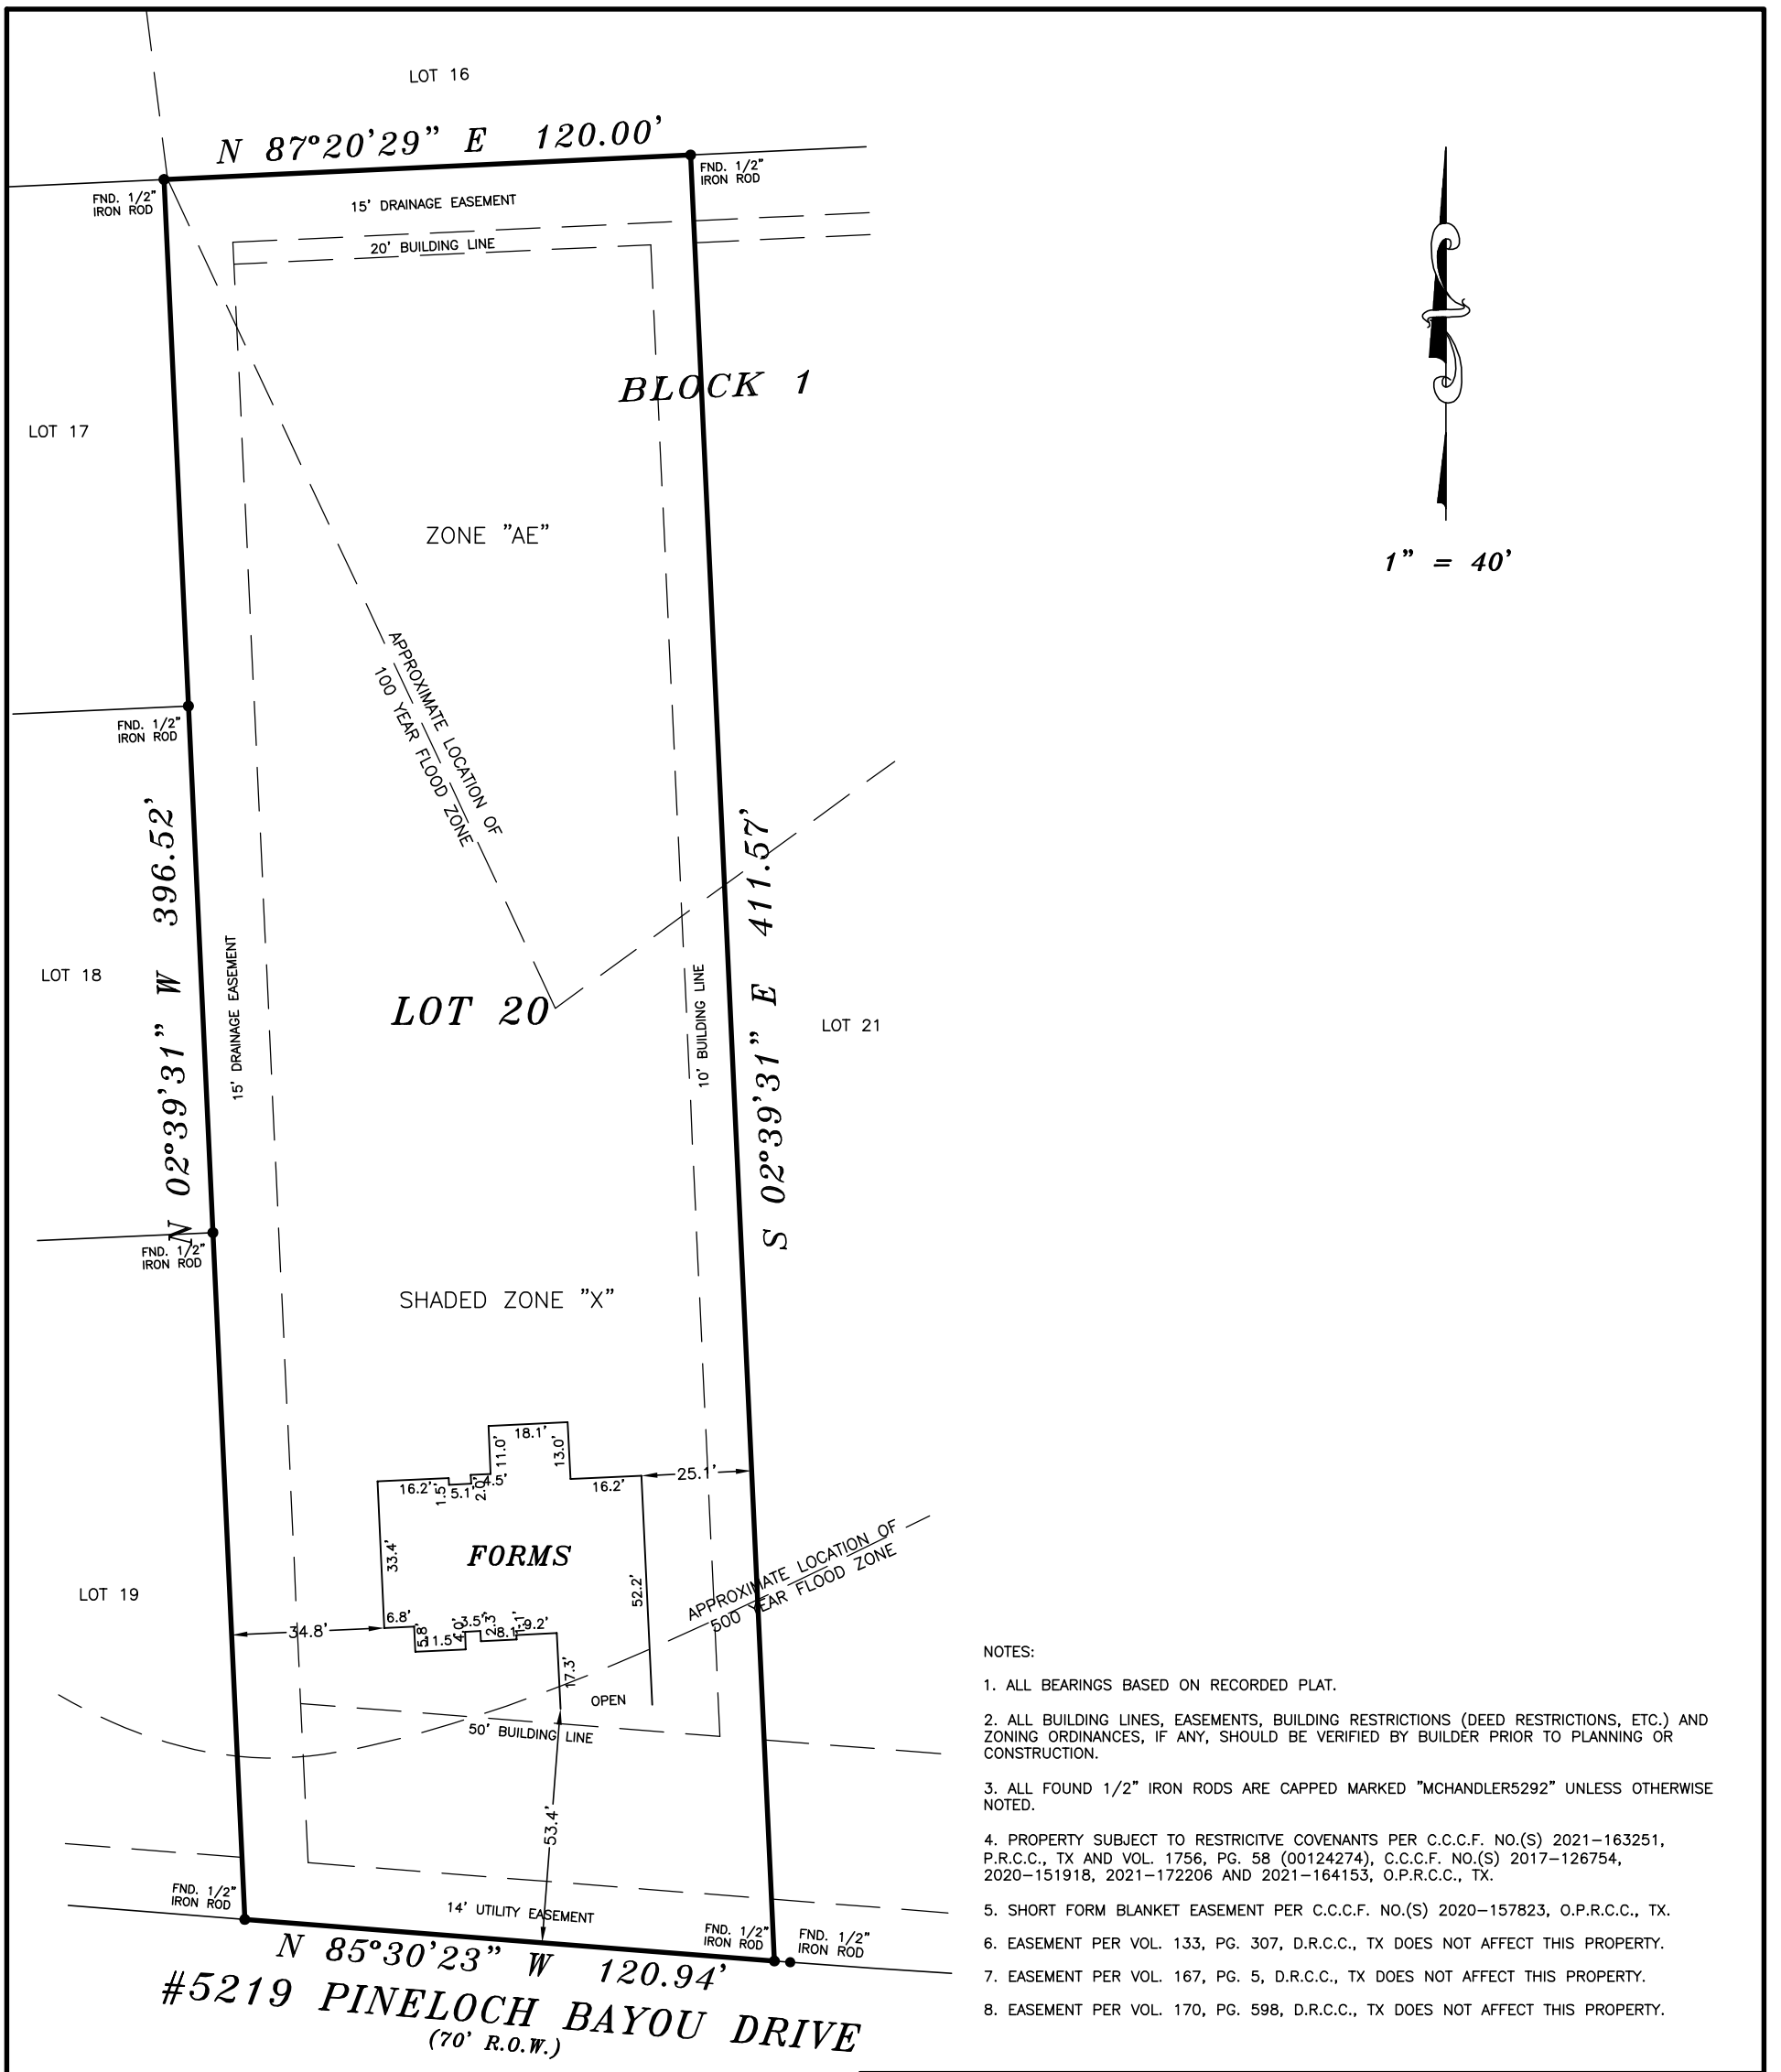 LOT 16
N 87°20'29" E 120.00'
FND. 1/2"
IRON ROD
FND. 1/2"
IRON ROD
15' DRAINAGE EASEMENT
20' BUILDING LINE
BLOCK 1
LOT 17
ZONE "AE"
1" = 40'
APPROXIMATE LOCATION OF
100 YEAR FLOOD ZONE
FND. 1/2"
IRON ROD
N 02°39'31" W 396.52'
S 02°39'31" E 411.57'
LOT 18
15' DRAINAGE EASEMENT
LOT 20
10' BUILDING LINE
LOT 21
FND. 1/2"
IRON ROD
SHADED ZONE "X"
18.1'
11.0'
13.0'
16.2'
1.5'
5.1'
2.0'
4.5'
16.2'
25.1'
33.4'
FORMS
52.2'
APPROXIMATE LOCATION OF
500 YEAR FLOOD ZONE
LOT 19
34.8'
6.8'
5.8'
11.5'
4.0'
3.5'
2.3'
8.1'
1.1'
9.2'
17.3'
OPEN
50' BUILDING LINE
53.4'
14' UTILITY EASEMENT
FND. 1/2"
IRON ROD
FND. 1/2"
IRON ROD
FND. 1/2"
IRON ROD
N 85°30'23" W 120.94'
#5219 PINELOCH BAYOU DRIVE
(70' R.O.W.)
NOTES:
1. ALL BEARINGS BASED ON RECORDED PLAT.
2. ALL BUILDING LINES, EASEMENTS, BUILDING RESTRICTIONS (DEED RESTRICTIONS, ETC.) AND
ZONING ORDINANCES, IF ANY, SHOULD BE VERIFIED BY BUILDER PRIOR TO PLANNING OR
CONSTRUCTION.
3. ALL FOUND 1/2" IRON RODS ARE CAPPED MARKED "MCHANDLER5292" UNLESS OTHERWISE
NOTED.
4. PROPERTY SUBJECT TO RESTRICITVE COVENANTS PER C.C.C.F. NO.(S) 2021-163251,
P.R.C.C., TX AND VOL. 1756, PG. 58 (00124274), C.C.C.F. NO.(S) 2017-126754,
2020-151918, 2021-172206 AND 2021-164153, O.P.R.C.C., TX.
5. SHORT FORM BLANKET EASEMENT PER C.C.C.F. NO.(S) 2020-157823, O.P.R.C.C., TX.
6. EASEMENT PER VOL. 133, PG. 307, D.R.C.C., TX DOES NOT AFFECT THIS PROPERTY.
7. EASEMENT PER VOL. 167, PG. 5, D.R.C.C., TX DOES NOT AFFECT THIS PROPERTY.
8. EASEMENT PER VOL. 170, PG. 598, D.R.C.C., TX DOES NOT AFFECT THIS PROPERTY.